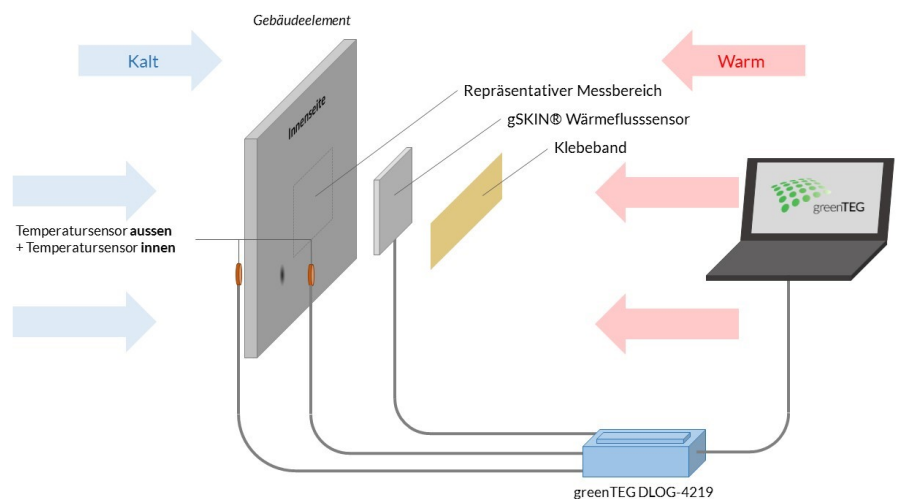 Gebäudeelement
Kalt
Warm
Innenseite
Repräsentativer Messbereich
gSKIN® Wärmeflusssensor
Klebeband
greenTEG
Temperatursensor aussen
+ Temperatursensor innen
greenTEG DLOG-4219